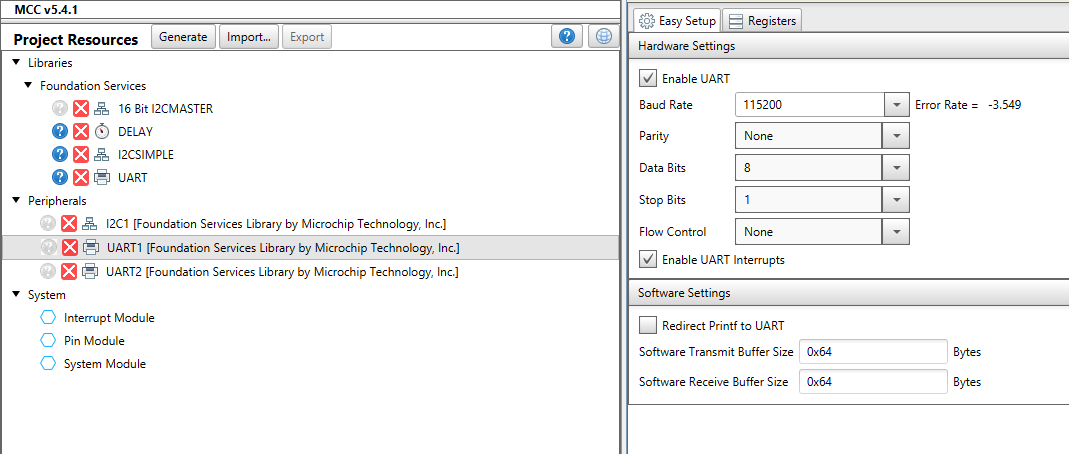 MCC v5.4.1
Project Resources Generate Import... Export ?
Libraries
Foundation Services
? 16 Bit I2CMASTER
? DELAY
? I2CSIMPLE
? UART
Peripherals
? I2C1 [Foundation Services Library by Microchip Technology, Inc.]
? UART1 [Foundation Services Library by Microchip Technology, Inc.]
? UART2 [Foundation Services Library by Microchip Technology, Inc.]
System
Interrupt Module
Pin Module
System Module
Easy Setup Registers
Hardware Settings
Enable UART
Baud Rate 115200 Error Rate = -3.549
Parity None
Data Bits 8
Stop Bits 1
Flow Control None
Enable UART Interrupts
Software Settings
Redirect Printf to UART
Software Transmit Buffer Size 0x64 Bytes
Software Receive Buffer Size 0x64 Bytes